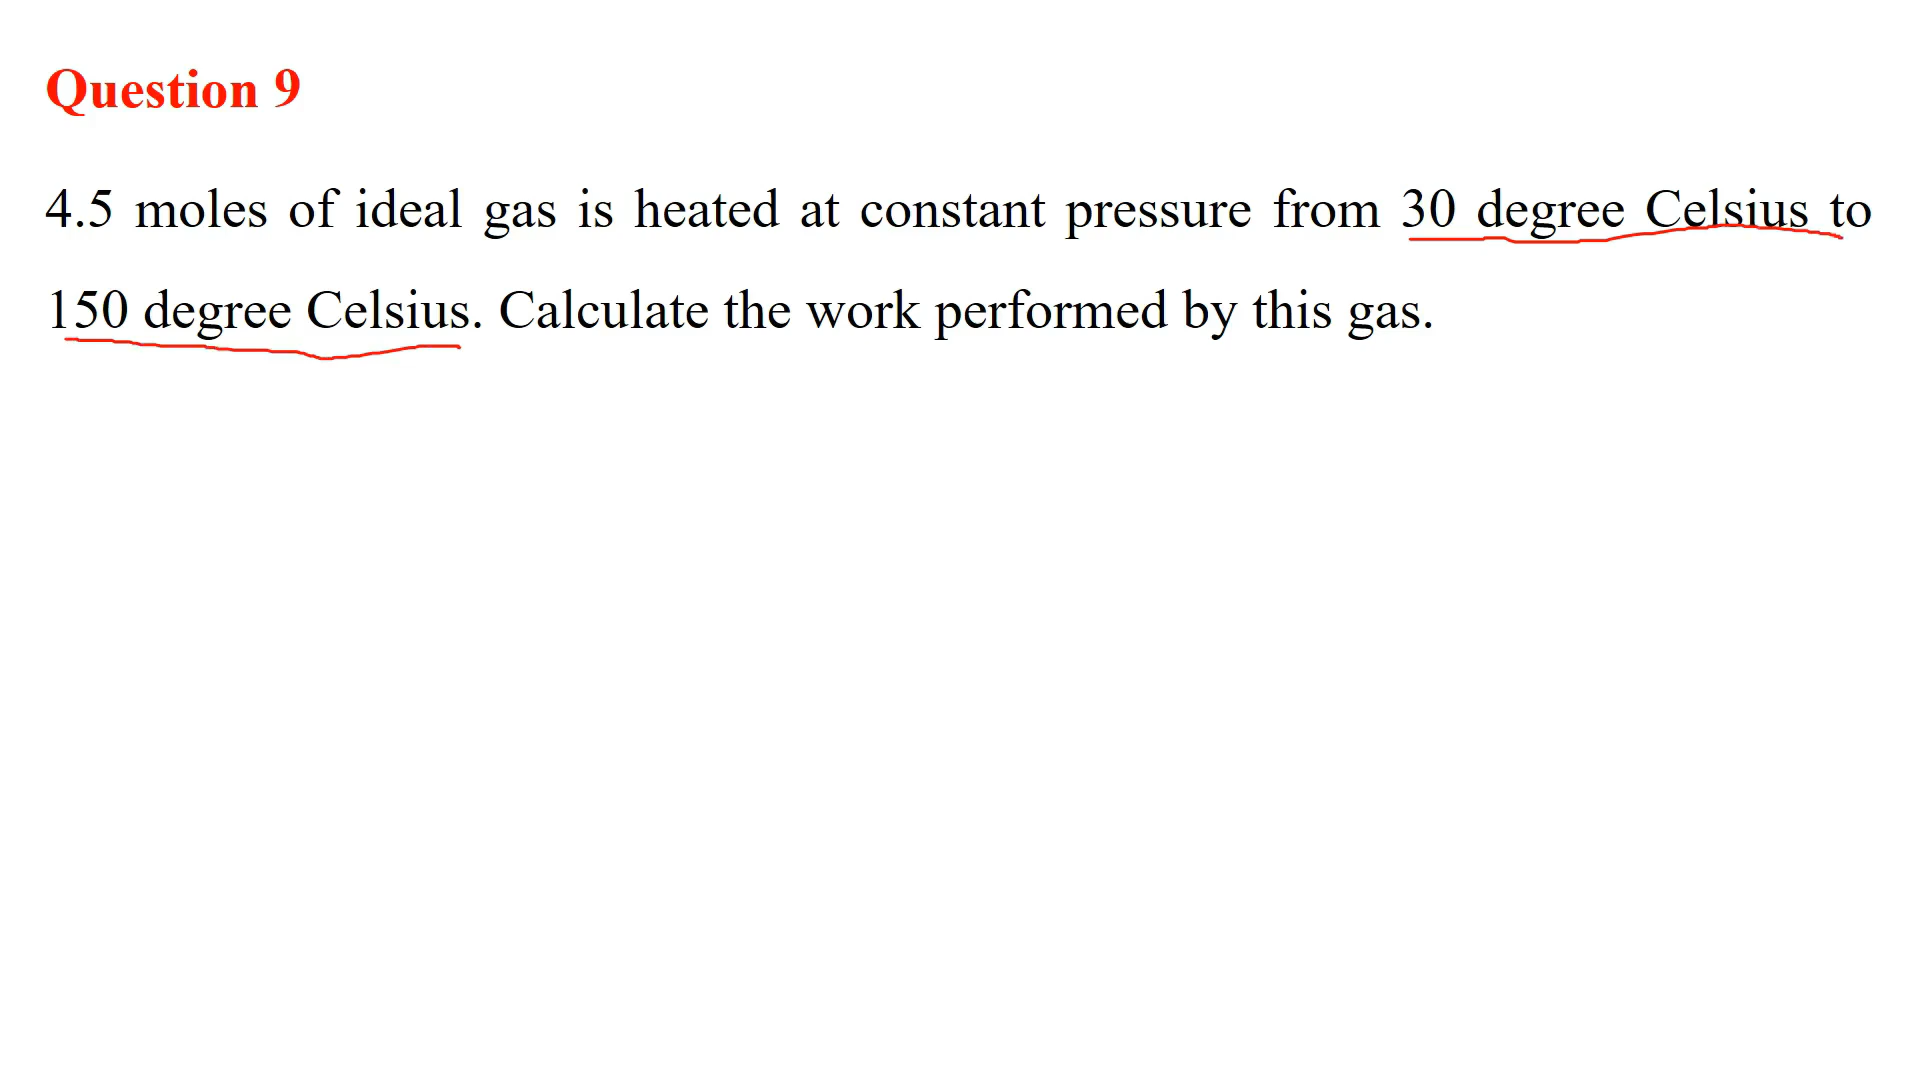 Question 9
4.5 moles of ideal gas is heated at constant pressure from 30 degree Celsius to
150 degree Celsius. Calculate the work performed by this gas.